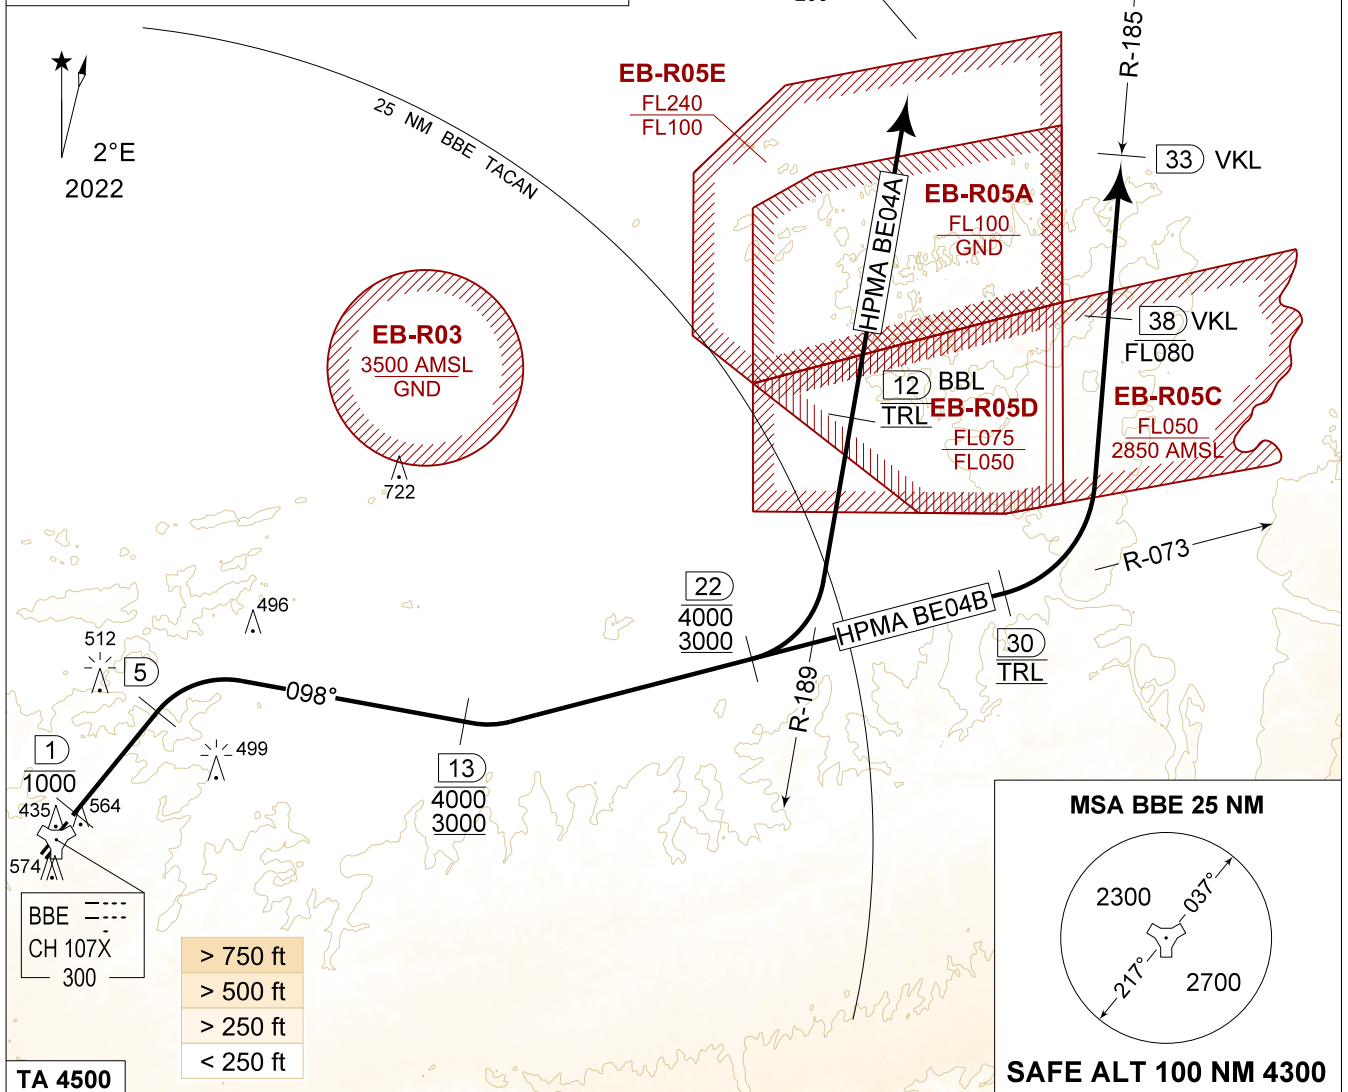 R-185
EB-R05E
FL240
FL100
25 NM BBE TACAN
2°E
2022
33 VKL
EB-R05A
FL100
GND
HPMA BE04A
EB-R03
3500 AMSL
GND
38 VKL
FL080
12 BBL
TRL
EB-R05D
FL075
FL050
EB-R05C
FL050
2850 AMSL
722
R-073
22
4000
3000
HPMA BE04B
30
TRL
496
512
5
098°
R-189
499
1
1000
435
564
574
13
4000
3000
BBE
CH 107X
300
> 750 ft
> 500 ft
> 250 ft
< 250 ft
TA 4500
MSA BBE 25 NM
2300
037°
217°
2700
SAFE ALT 100 NM 4300